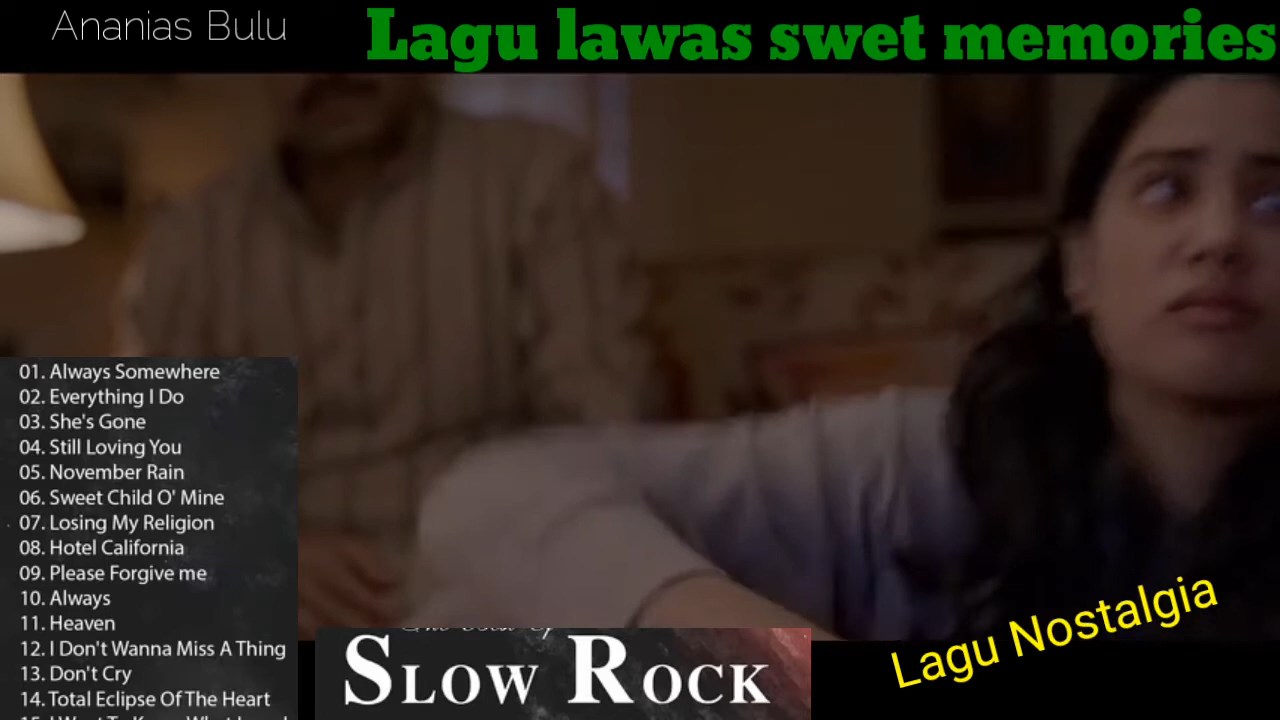 Ananias Bulu
Lagu lawas swet memories
01. Always Somewhere
02. Everything I Do
03. She's Gone
04. Still Loving You
05. November Rain
06. Sweet Child O' Mine
07. Losing My Religion
08. Hotel California
09. Please Forgive me
10. Always
11. Heaven
12. I Don't Wanna Miss A Thing
13. Don't Cry
14. Total Eclipse Of The Heart
SLOW ROCK
Lagu Nostalgia